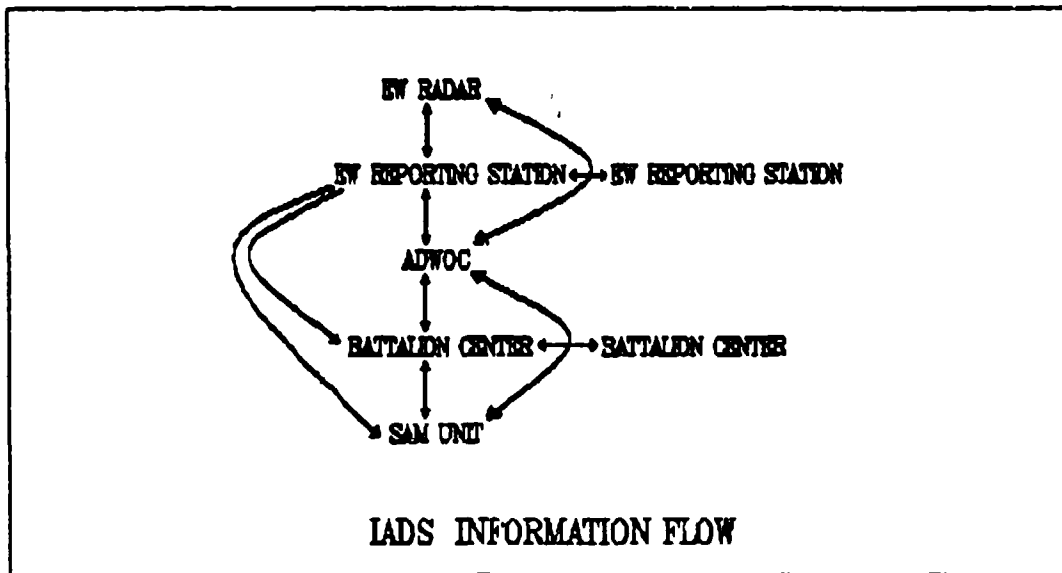 EW RADAR
EW REPORTING STATION EW REPORTING STATION
ADWOC
BATTALION CENTER BATTALION CENTER
SAM UNIT
IADS INFORMATION FLOW